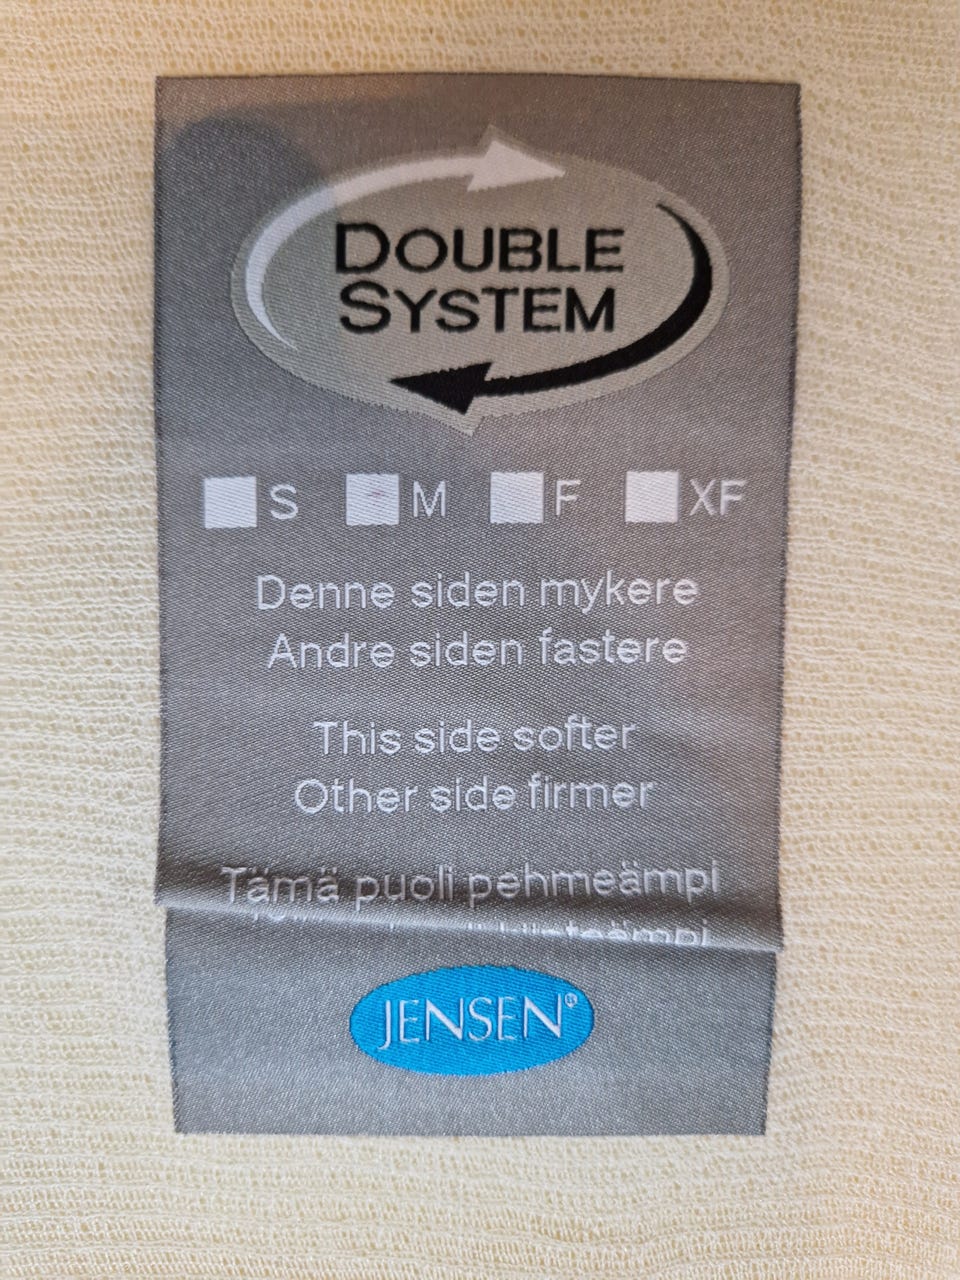 DOUBLE
SYSTEM
S M F XF
Denne siden mykere
Andre siden fastere
This side softer
Other side firmer
Tämä puoli pehmeämpi
JENSEN®